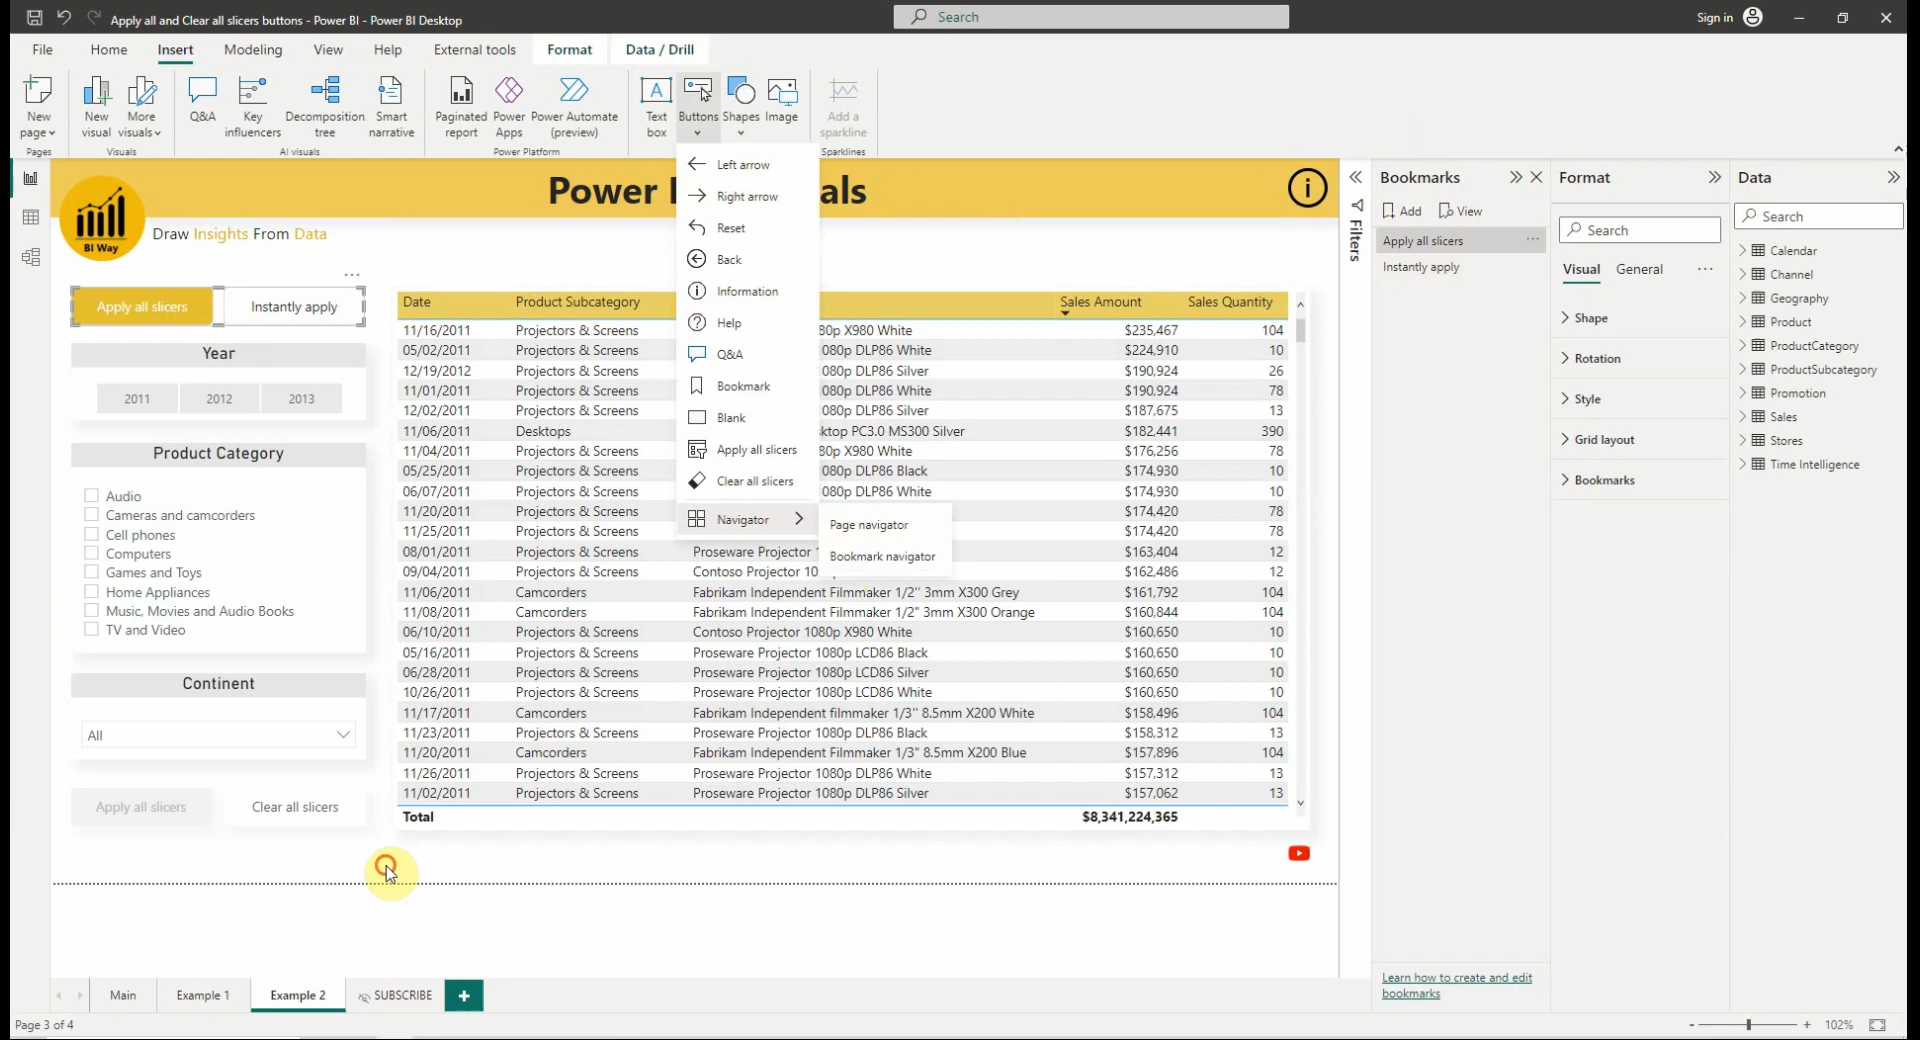 Apply all and Clear all slicers buttons - Power BI - Power BI Desktop
Search
Sign in
File Home Insert Modeling View Help External tools Format Data / Drill
New page
New visual
More visuals
Q&A
Key influencers
Decomposition tree
Smart narrative
Paginated report
Power Apps
Power Automate (preview)
Text box
Buttons
Shapes
Image
Add a sparkline
Pages Visuals AI visuals Power Platform Sparklines
Left arrow
Right arrow
Reset
Back
Information
Help
Q&A
Bookmark
Blank
Apply all slicers
Clear all slicers
Navigator
Page navigator
Bookmark navigator
BI Way
Power
als
Draw Insights From Data
Apply all slicers Instantly apply
Year
2011 2012 2013
Product Category
Audio
Cameras and camcorders
Cell phones
Computers
Games and Toys
Home Appliances
Music, Movies and Audio Books
TV and Video
Continent
All
Apply all slicers Clear all slicers
Date Product Subcategory Sales Amount Sales Quantity
11/16/2011 Projectors & Screens 80p X980 White $235,467 104
05/02/2011 Projectors & Screens 080p DLP86 White $224,910 10
12/19/2012 Projectors & Screens 080p DLP86 Silver $190,924 26
11/01/2011 Projectors & Screens 080p DLP86 White $190,924 78
12/02/2011 Projectors & Screens 080p DLP86 Silver $187,675 13
11/06/2011 Desktops ktop PC3.0 MS300 Silver $182,441 390
11/04/2011 Projectors & Screens 80p X980 White $176,256 78
05/25/2011 Projectors & Screens 080p DLP86 Black $174,930 10
06/07/2011 Projectors & Screens 080p DLP86 White $174,930 10
11/20/2011 Projectors & Screens $174,420 78
11/25/2011 Projectors & Screens $174,420 78
08/01/2011 Projectors & Screens Proseware Projector 1 $163,404 12
09/04/2011 Projectors & Screens Contoso Projector 10 $162,486 12
11/06/2011 Camcorders Fabrikam Independent Filmmaker 1/2'' 3mm X300 Grey $161,792 104
11/08/2011 Camcorders Fabrikam Independent Filmmaker 1/2" 3mm X300 Orange $160,844 104
06/10/2011 Projectors & Screens Contoso Projector 1080p X980 White $160,650 10
05/16/2011 Projectors & Screens Proseware Projector 1080p LCD86 Black $160,650 10
06/28/2011 Projectors & Screens Proseware Projector 1080p LCD86 Silver $160,650 10
10/26/2011 Projectors & Screens Proseware Projector 1080p LCD86 White $160,650 10
11/17/2011 Camcorders Fabrikam Independent filmmaker 1/3'' 8.5mm X200 White $158,496 104
11/23/2011 Projectors & Screens Proseware Projector 1080p DLP86 Black $158,312 13
11/20/2011 Camcorders Fabrikam Independent Filmmaker 1/3" 8.5mm X200 Blue $157,896 104
11/26/2011 Projectors & Screens Proseware Projector 1080p DLP86 White $157,312 13
11/02/2011 Projectors & Screens Proseware Projector 1080p DLP86 Silver $157,062 13
Total $8,341,224,365
Filters
Bookmarks
Add View
Apply all slicers
Instantly apply
Learn how to create and edit bookmarks
Format
Search
Visual General
Shape
Rotation
Style
Grid layout
Bookmarks
Data
Search
Calendar
Channel
Geography
Product
ProductCategory
ProductSubcategory
Promotion
Sales
Stores
Time Intelligence
Main Example 1 Example 2 SUBSCRIBE
Page 3 of 4
102%